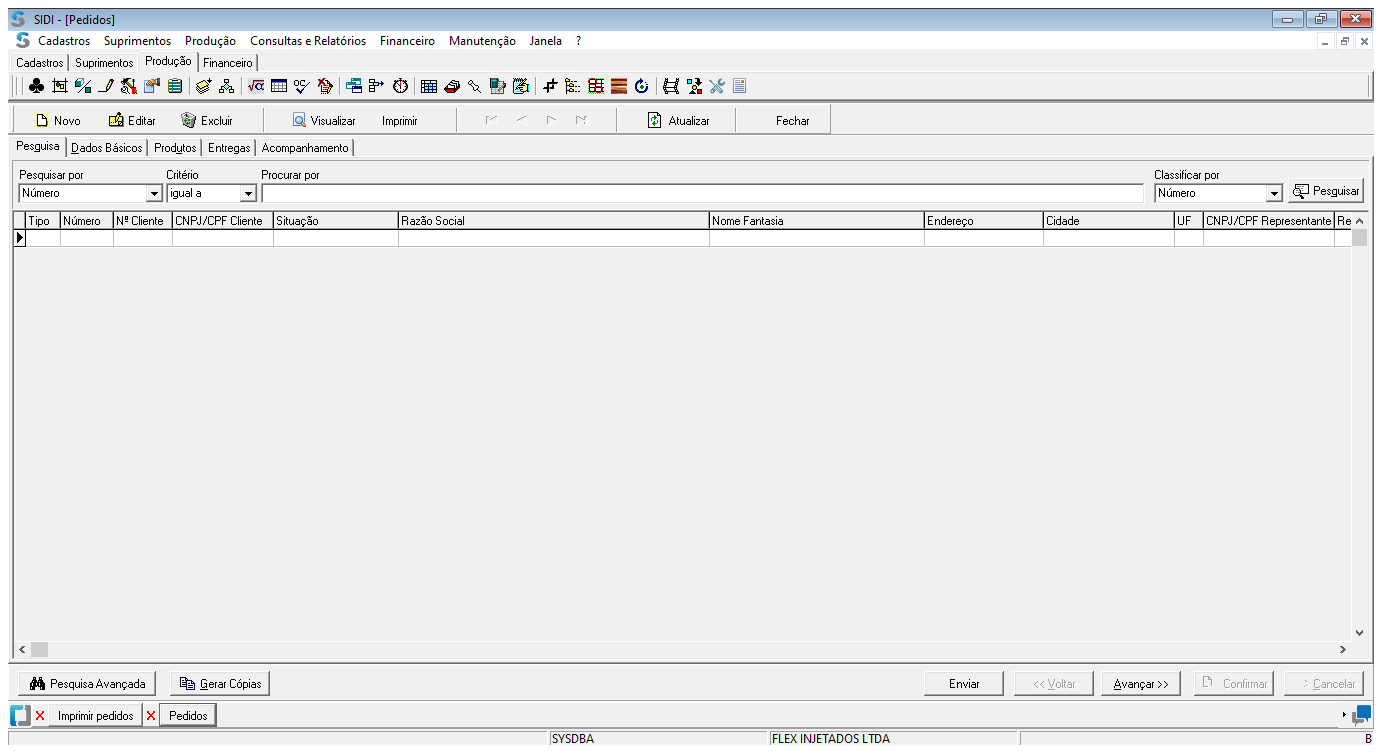 SIDI - [Pedidos]
Cadastros Suprimentos Produção Consultas e Relatórios Financeiro Manutenção Janela ?
Cadastros Suprimentos Produção Financeiro
Novo Editar Excluir Visualizar Imprimir Atualizar Fechar
Pesquisa Dados Básicos Produtos Entregas Acompanhamento
Pesquisar por Critério Procurar por Classificar por
Número igual a Número Pesquisar
Tipo Número Nº Cliente CNPJ/CPF Cliente Situação Razão Social Nome Fantasia Endereço Cidade UF CNPJ/CPF Representante Re
Pesquisa Avançada Gerar Cópias Enviar << Voltar Avançar >> Confirmar Cancelar
Imprimir pedidos Pedidos
SYSDBA FLEX INJETADOS LTDA B